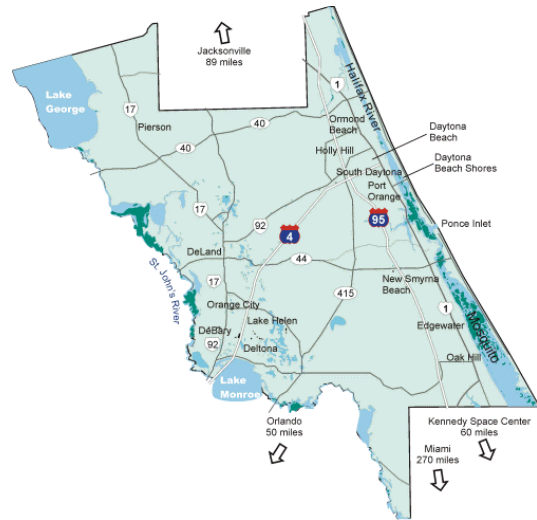 Jacksonville
89 miles
Lake
George
17
Pierson
40
40
1
Halifax River
Ormond
Beach
Holly Hill
Daytona
Beach
Daytona
Beach Shores
South Daytona
Port
Orange
17
92
4
95
Ponce Inlet
DeLand
44
St. John's River
17
415
New Smyrna
Beach
1
Orange City
Lake Helen
DeBary
92
Deltona
Edgewater
Mosquito
Oak Hill
Lake
Monroe
Orlando
50 miles
Kennedy Space Center
60 miles
Miami
270 miles